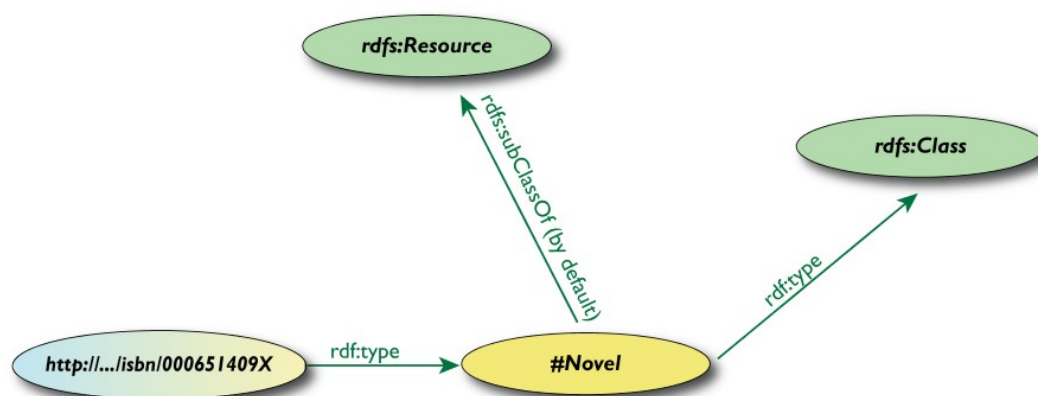 rdfs:Resource
rdfs:subClassOf (by default)
rdfs:Class
rdf:type
http://.../isbn/000651409X
rdf:type
#Novel